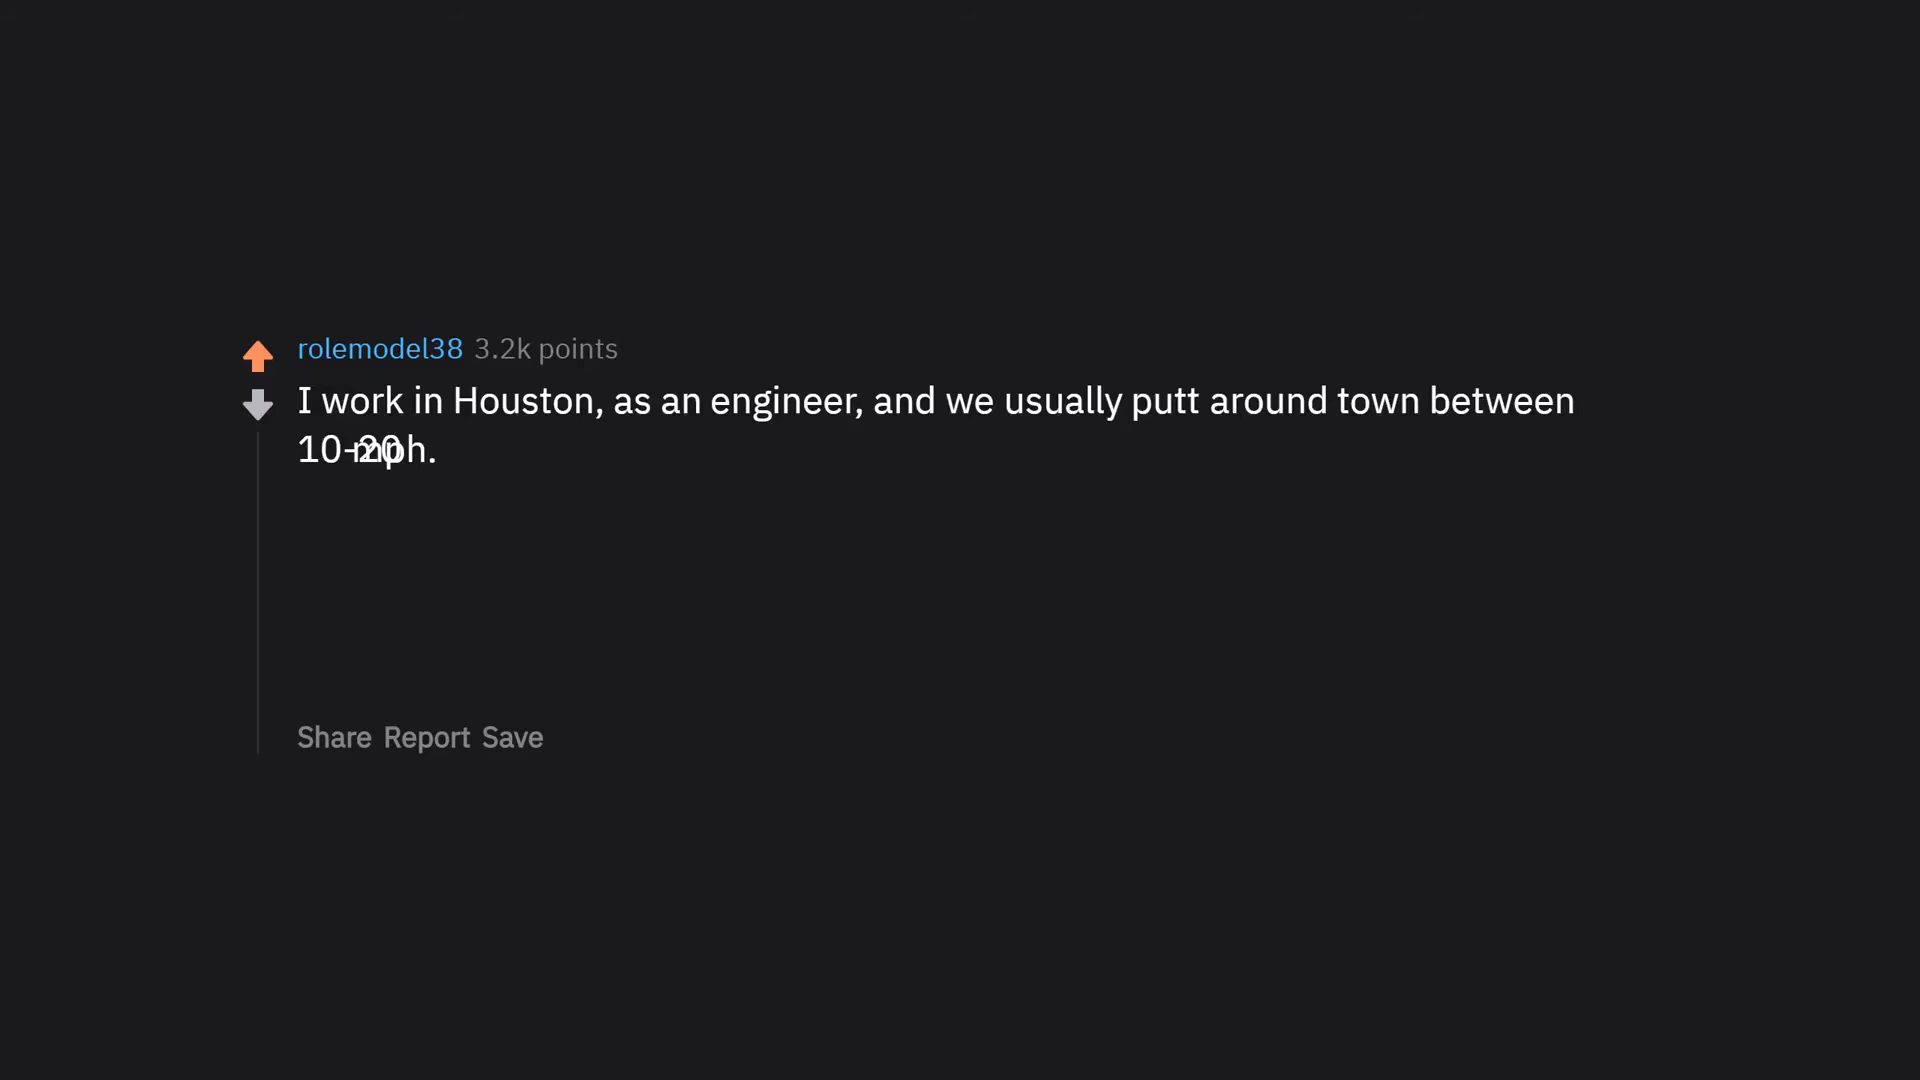 rolemodel38 3.2k points
I work in Houston, as an engineer, and we usually putt around town between
10-20 mph.
Share Report Save